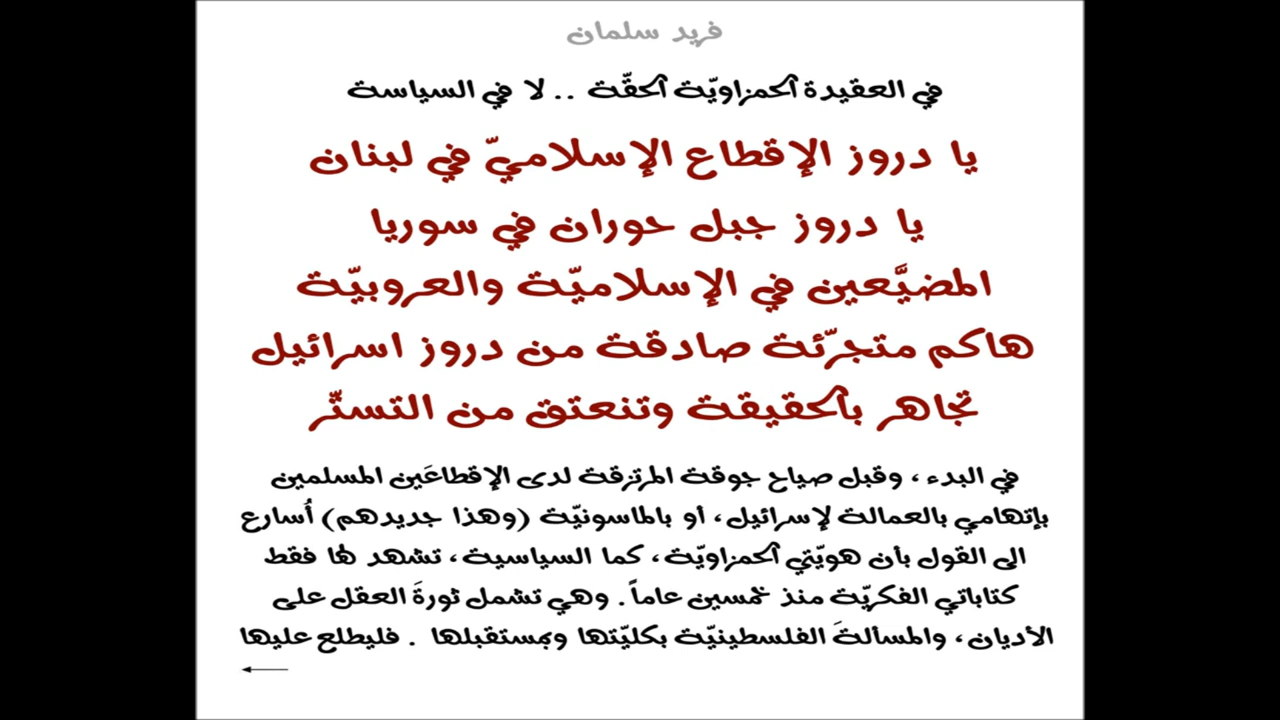 فريد سلمان
في العقيدة الحمزاويّة الحقّة .. لا في السياسة
يا دروز الإقطاع الإسلاميّ في لبنان
يا دروز جبل حوران في سوريا
المضيَّعين في الإسلاميّة والعروبيّة
هاكم متجرّئة صادقة من دروز اسرائيل
تجاهر بالحقيقة وتنعتق من التستّر
في البدء ، وقبل صياح جوقة المرتزقة لدى الإقطاعَين المسلمين
بإتهامي بالعمالة لإسرائيل، أو بالماسونيّة (وهذا جديدهم) أُسارع
الى القول بأن هويّتي الحمزاويّة، كما السياسية، تشهد لها فقط
كتاباتي الفكريّة منذ خمسين عاماً. وهي تشمل ثورةَ العقل على
الأديان، والمسألةَ الفلسطينيّة بكليّتها وبمستقبلها . فليطلع عليها